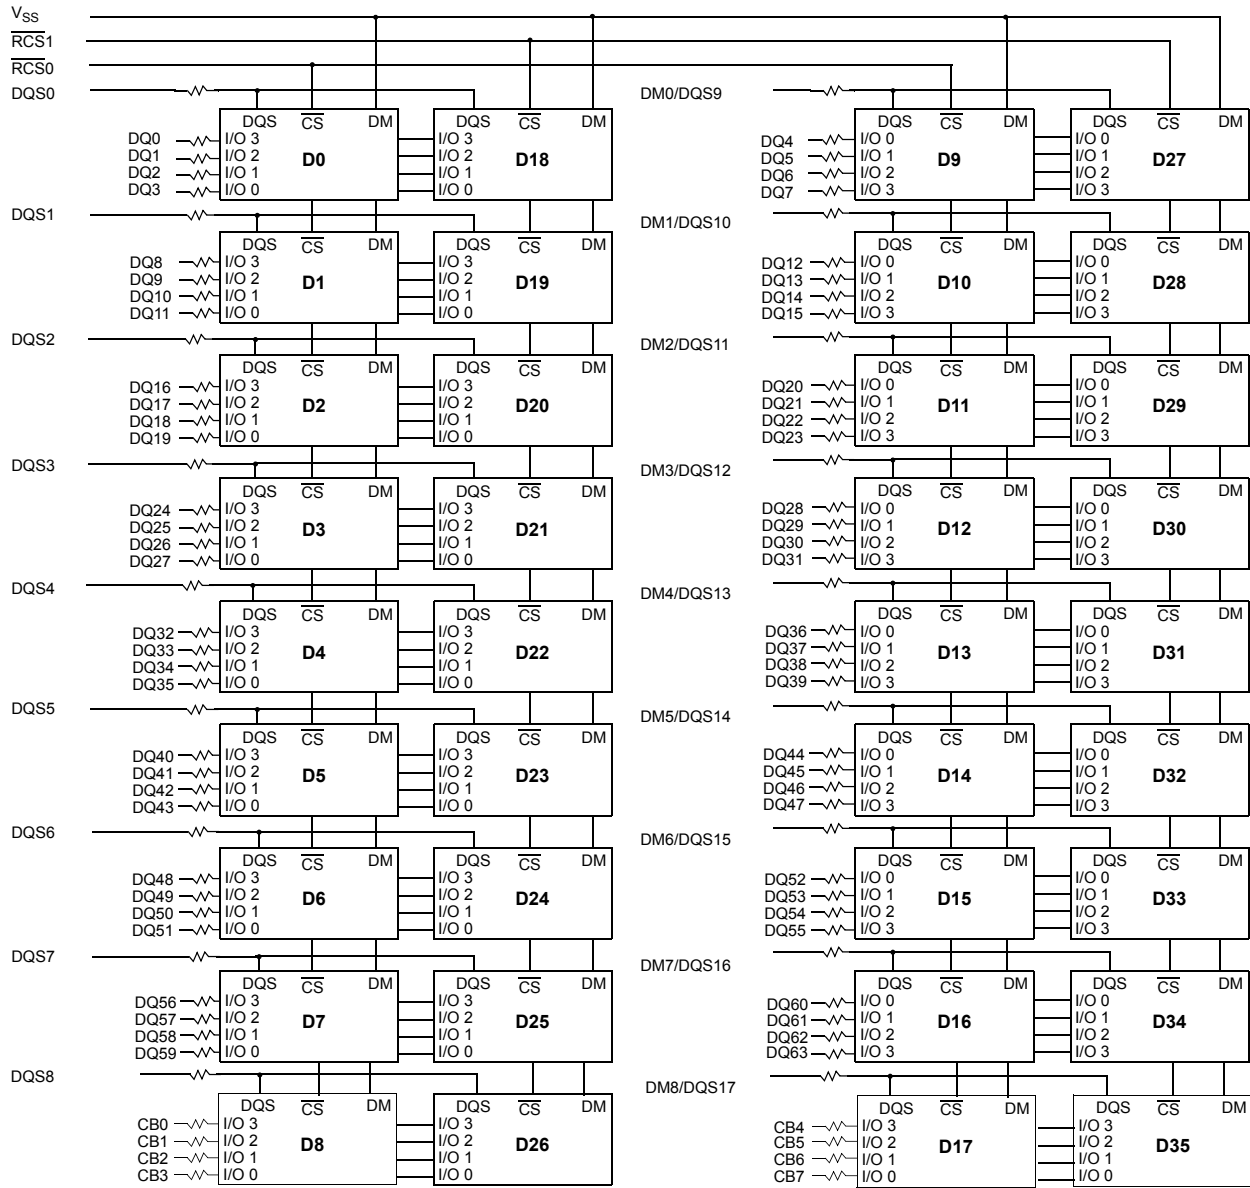 VSS
RCS1
RCS0
DQS0
DM0/DQS9
DQS CS DM DQS CS DM
DQ0 I/O 3 I/O 3
DQ1 I/O 2 D0 I/O 2 D18
DQ2 I/O 1 I/O 1
DQ3 I/O 0 I/O 0
DQS CS DM DQS CS DM
DQ4 I/O 0 I/O 0
DQ5 I/O 1 D9 I/O 1 D27
DQ6 I/O 2 I/O 2
DQ7 I/O 3 I/O 3
DQS1
DM1/DQS10
DQS CS DM DQS CS DM
DQ8 I/O 3 I/O 3
DQ9 I/O 2 D1 I/O 2 D19
DQ10 I/O 1 I/O 1
DQ11 I/O 0 I/O 0
DQS CS DM DQS CS DM
DQ12 I/O 0 I/O 0
DQ13 I/O 1 D10 I/O 1 D28
DQ14 I/O 2 I/O 2
DQ15 I/O 3 I/O 3
DQS2
DM2/DQS11
DQS CS DM DQS CS DM
DQ16 I/O 3 I/O 3
DQ17 I/O 2 D2 I/O 2 D20
DQ18 I/O 1 I/O 1
DQ19 I/O 0 I/O 0
DQS CS DM DQS CS DM
DQ20 I/O 0 I/O 0
DQ21 I/O 1 D11 I/O 1 D29
DQ22 I/O 2 I/O 2
DQ23 I/O 3 I/O 3
DQS3
DM3/DQS12
DQS CS DM DQS CS DM
DQ24 I/O 3 I/O 3
DQ25 I/O 2 D3 I/O 2 D21
DQ26 I/O 1 I/O 1
DQ27 I/O 0 I/O 0
DQS CS DM DQS CS DM
DQ28 I/O 0 I/O 0
DQ29 I/O 1 D12 I/O 1 D30
DQ30 I/O 2 I/O 2
DQ31 I/O 3 I/O 3
DQS4
DM4/DQS13
DQS CS DM DQS CS DM
DQ32 I/O 3 I/O 3
DQ33 I/O 2 D4 I/O 2 D22
DQ34 I/O 1 I/O 1
DQ35 I/O 0 I/O 0
DQS CS DM DQS CS DM
DQ36 I/O 0 I/O 0
DQ37 I/O 1 D13 I/O 1 D31
DQ38 I/O 2 I/O 2
DQ39 I/O 3 I/O 3
DQS5
DM5/DQS14
DQS CS DM DQS CS DM
DQ40 I/O 3 I/O 3
DQ41 I/O 2 D5 I/O 2 D23
DQ42 I/O 1 I/O 1
DQ43 I/O 0 I/O 0
DQS CS DM DQS CS DM
DQ44 I/O 0 I/O 0
DQ45 I/O 1 D14 I/O 1 D32
DQ46 I/O 2 I/O 2
DQ47 I/O 3 I/O 3
DQS6
DM6/DQS15
DQS CS DM DQS CS DM
DQ48 I/O 3 I/O 3
DQ49 I/O 2 D6 I/O 2 D24
DQ50 I/O 1 I/O 1
DQ51 I/O 0 I/O 0
DQS CS DM DQS CS DM
DQ52 I/O 0 I/O 0
DQ53 I/O 1 D15 I/O 1 D33
DQ54 I/O 2 I/O 2
DQ55 I/O 3 I/O 3
DQS7
DM7/DQS16
DQS CS DM DQS CS DM
DQ56 I/O 3 I/O 3
DQ57 I/O 2 D7 I/O 2 D25
DQ58 I/O 1 I/O 1
DQ59 I/O 0 I/O 0
DQS CS DM DQS CS DM
DQ60 I/O 0 I/O 0
DQ61 I/O 1 D16 I/O 1 D34
DQ62 I/O 2 I/O 2
DQ63 I/O 3 I/O 3
DQS8
DM8/DQS17
DQS CS DM DQS CS DM
CB0 I/O 3 I/O 3
CB1 I/O 2 D8 I/O 2 D26
CB2 I/O 1 I/O 1
CB3 I/O 0 I/O 0
DQS CS DM DQS CS DM
CB4 I/O 3 I/O 3
CB5 I/O 2 D17 I/O 2 D35
CB6 I/O 1 I/O 1
CB7 I/O 0 I/O 0